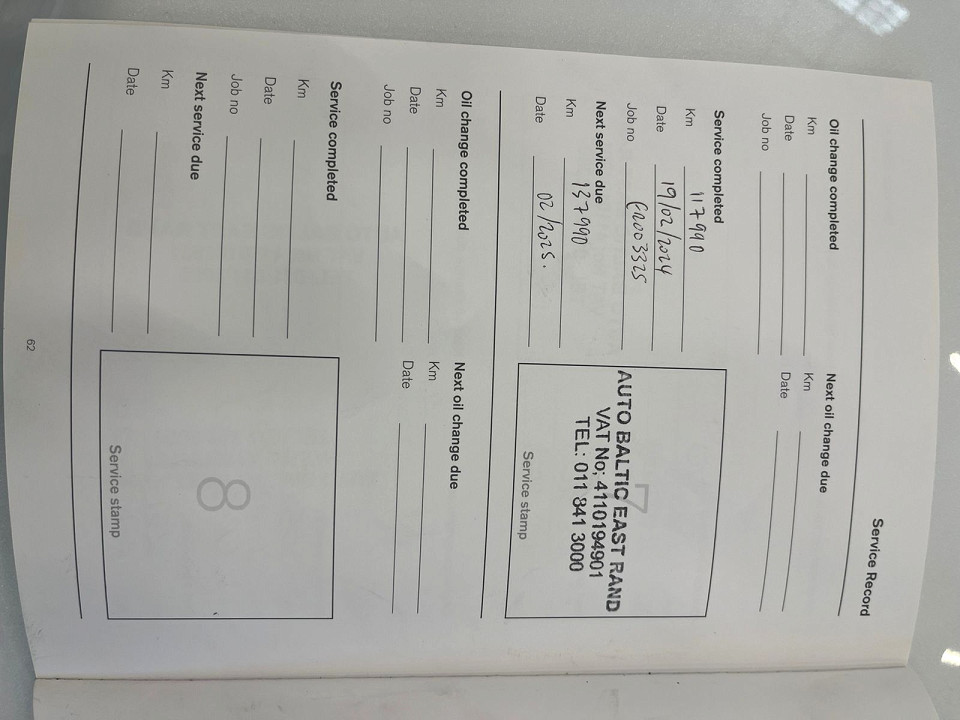 Service Record
Oil change completed
Km
Date
Job no
Next oil change due
Km
Date
Service completed
Km 117 990
Date 19/02/2024
Job no
Next service due
Km 137990
Date 02/2025.
7
AUTO BALTIC EAST RAND
VAT No; 4110194901
TEL: 011 841 3000
Service stamp
Oil change completed
Km
Date
Job no
Next oil change due
Km
Date
Service completed
Km
Date
Job no
Next service due
Km
Date
8
Service stamp
62